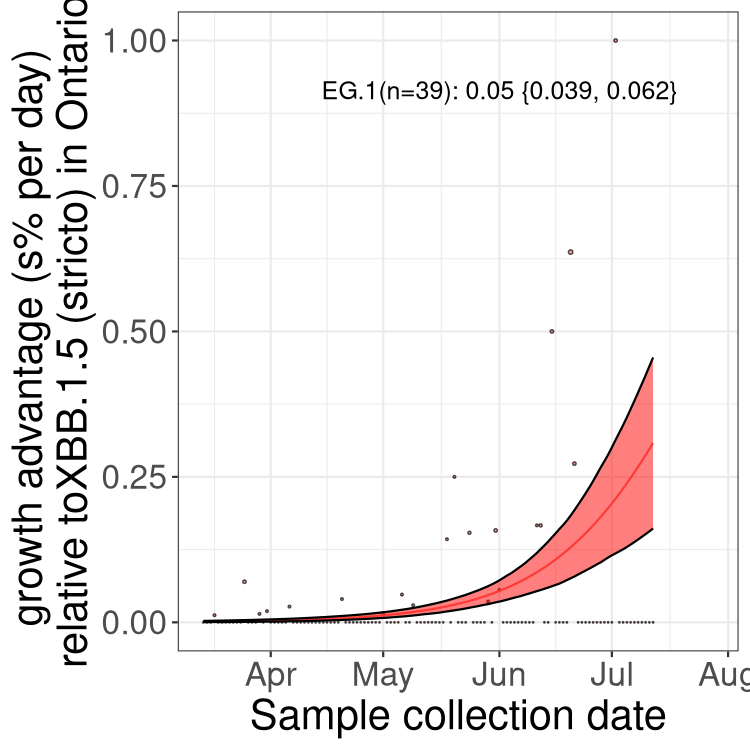 growth advantage (s% per day)
relative toXBB.1.5 (stricto) in Ontario
1.00
0.75
0.50
0.25
0.00
EG.1(n=39): 0.05 {0.039, 0.062}
Apr May Jun Jul Aug
Sample collection date